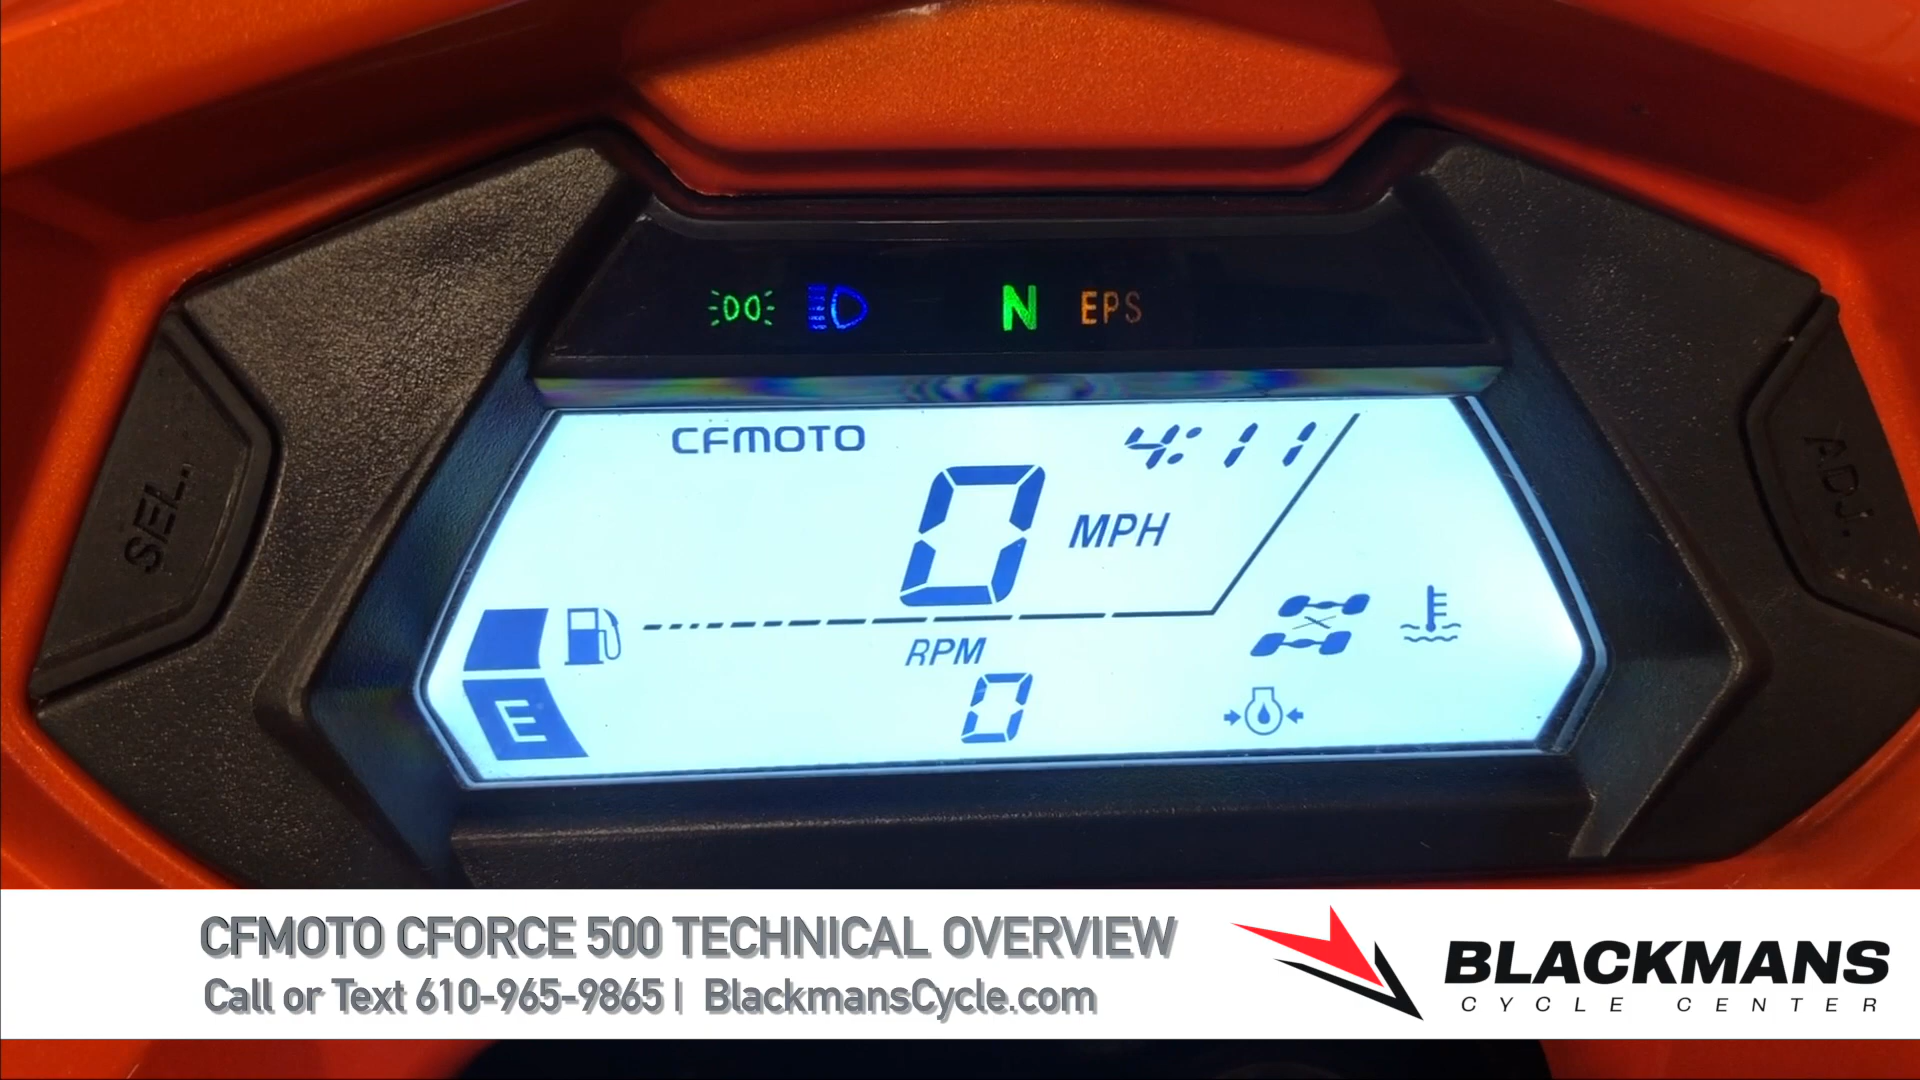 N EPS
CFMOTO 4:11
0 MPH
SEL.
ADJ.
RPM
0
E
CFMOTO CFORCE 500 TECHNICAL OVERVIEW
Call or Text 610-965-9865 | BlackmansCycle.com
BLACKMANS
CYCLE CENTER